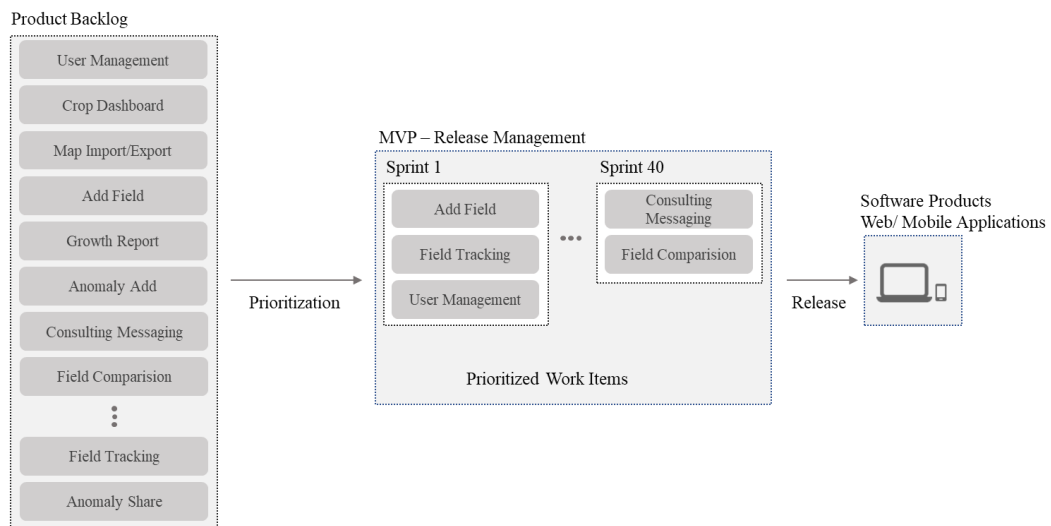 Product Backlog
User Management
Crop Dashboard
Map Import/Export
Add Field
Growth Report
Anomaly Add
Consulting Messaging
Field Comparision
Field Tracking
Anomaly Share
Prioritization
MVP – Release Management
Sprint 1
Add Field
Field Tracking
User Management
Sprint 40
Consulting
Messaging
Field Comparision
Prioritized Work Items
Release
Software Products
Web/ Mobile Applications